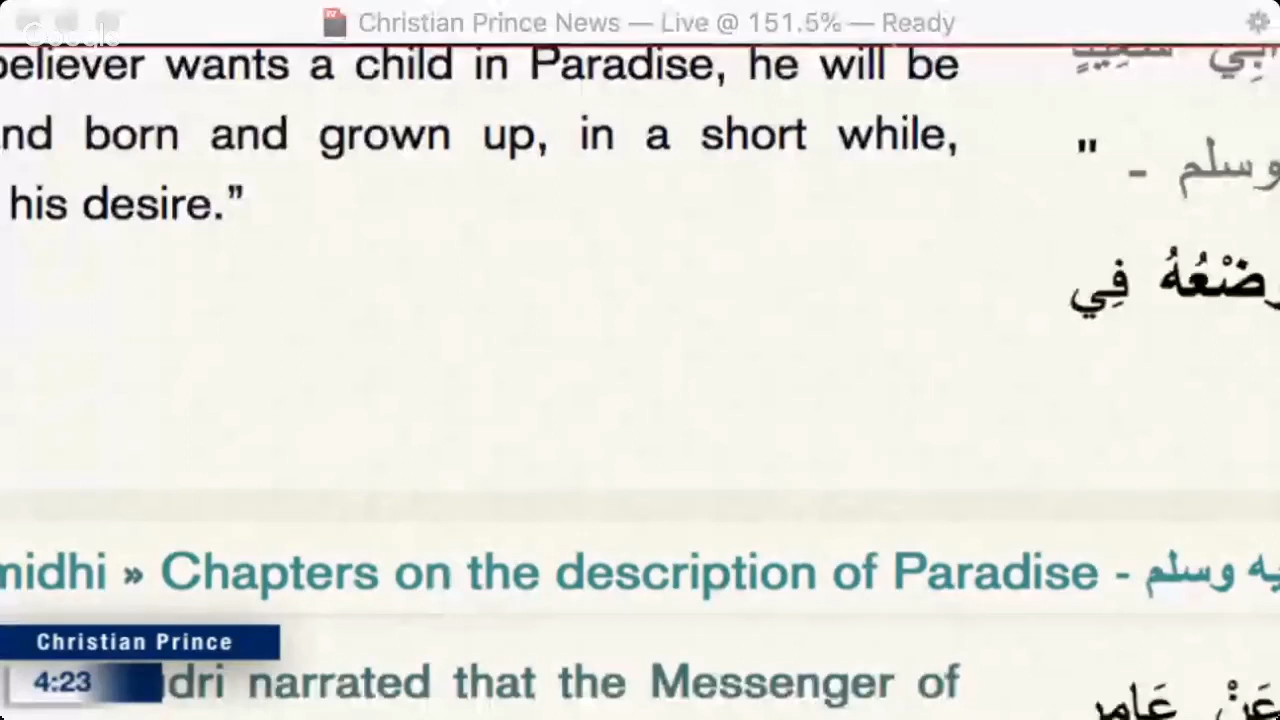 Google
Christian Prince News — Live @ 151.5% — Ready
believer wants a child in Paradise, he will be
nd born and grown up, in a short while,
his desire.”
وسلم ـ "
وَضْعُهُ فِي
midhi » Chapters on the description of Paradise - يه وسلم
Christian Prince
4:23
dri narrated that the Messenger of
عَنْ عَامِرٍ